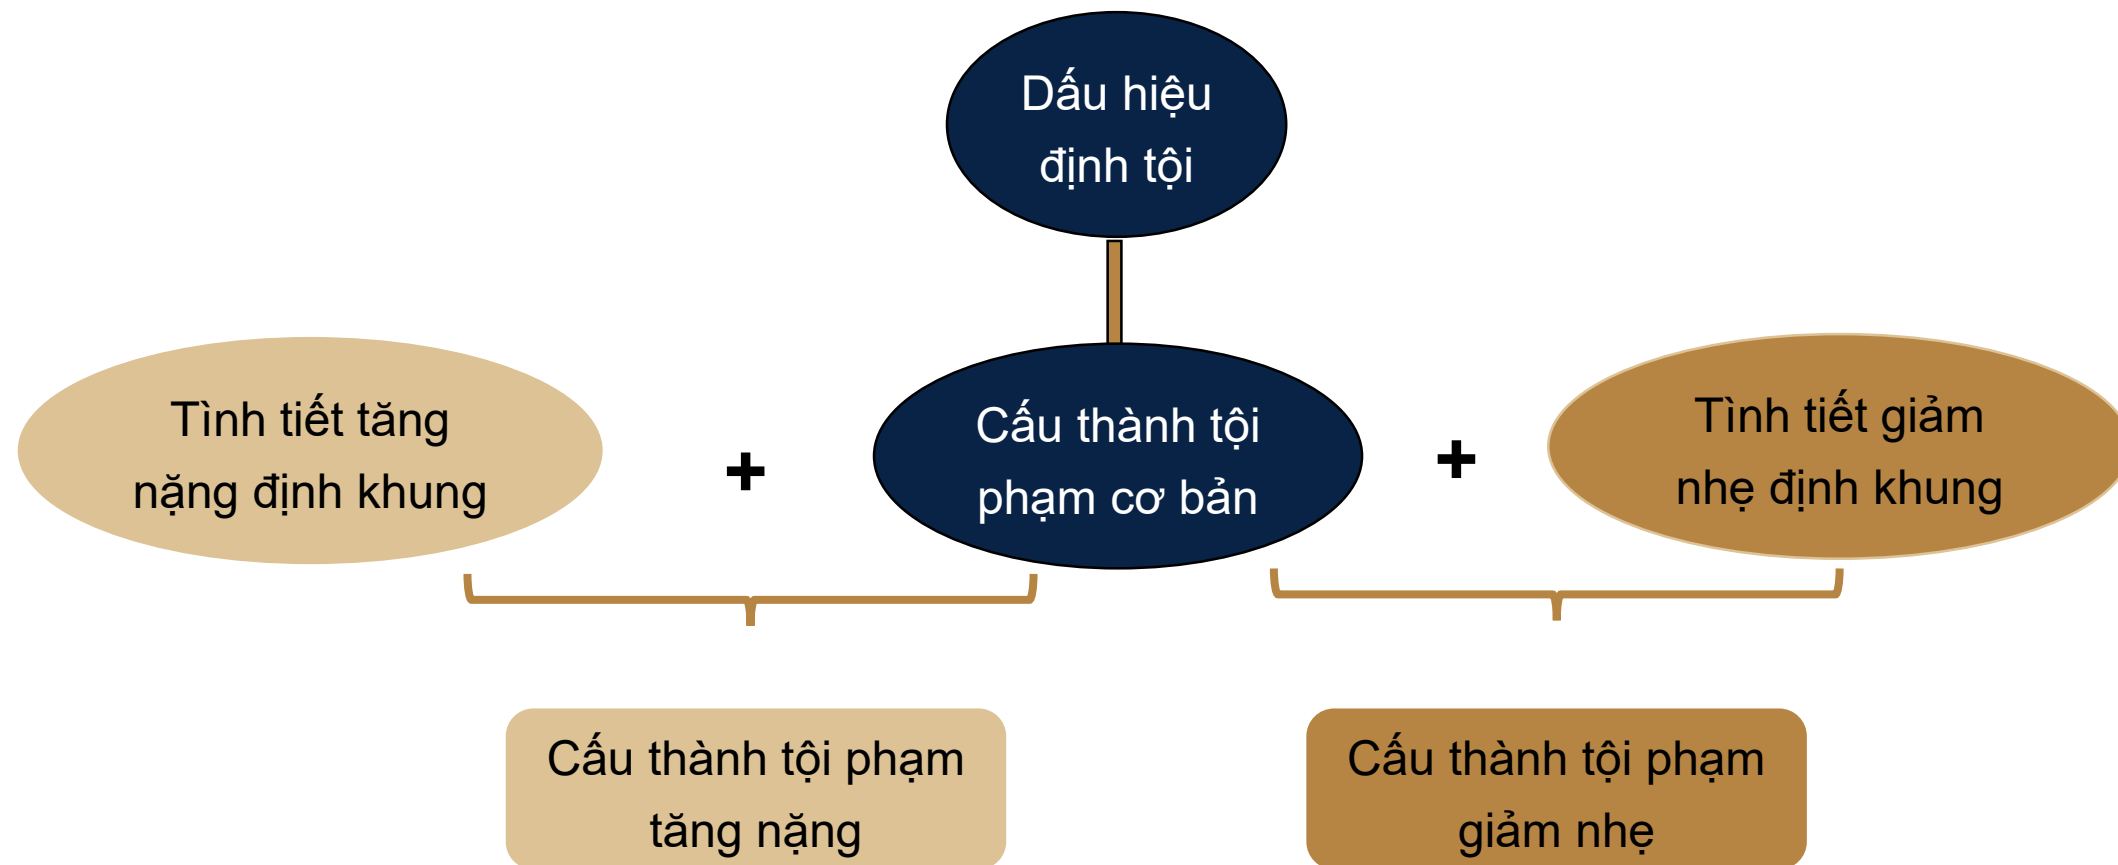 Dấu hiệu
định tội
Tình tiết tăng
nặng định khung
+
Cấu thành tội
phạm cơ bản
+
Tình tiết giảm
nhẹ định khung
Cấu thành tội phạm
tăng nặng
Cấu thành tội phạm
giảm nhẹ